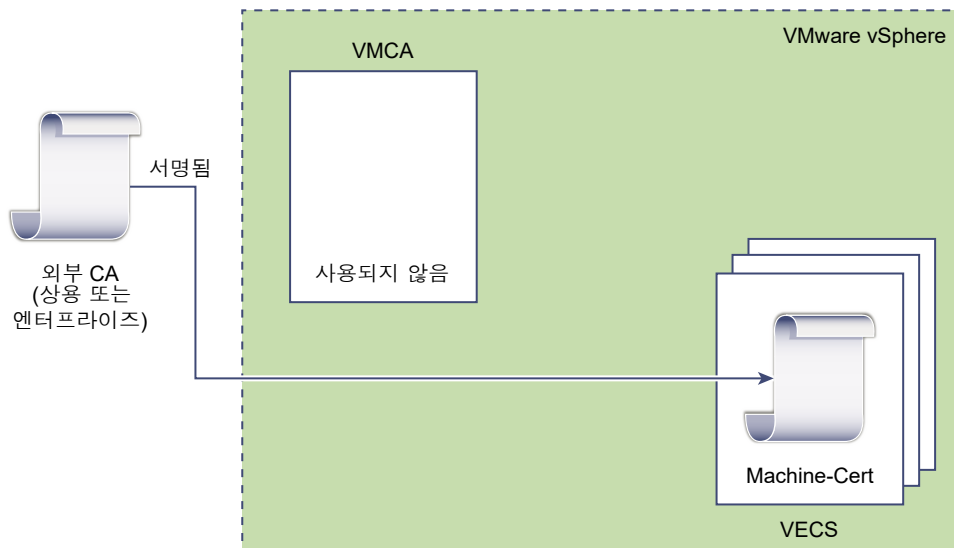 VMware vSphere
VMCA
서명됨
사용되지 않음
외부 CA
(상용 또는
엔터프라이즈)
Machine-Cert
VECS